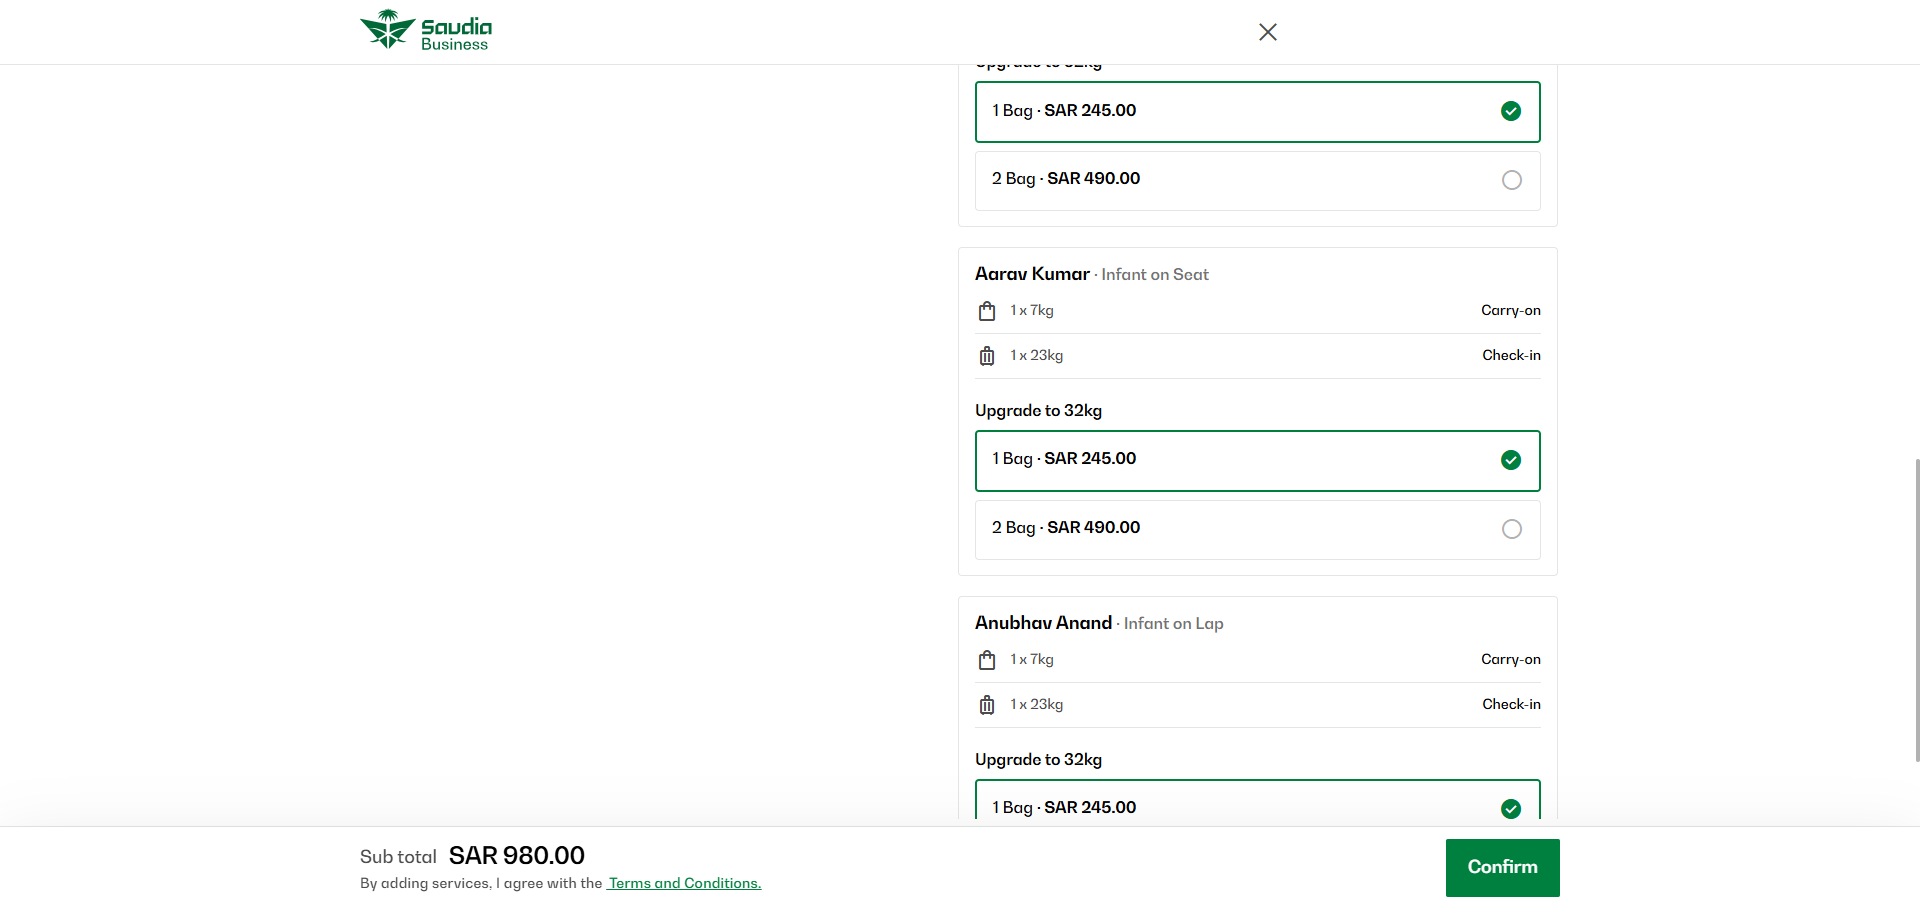 Saudia
Business
Upgrade to 32kg
1 Bag · SAR 245.00
2 Bag · SAR 490.00
Aarav Kumar · Infant on Seat
1 x 7kg Carry-on
1 x 23kg Check-in
Upgrade to 32kg
1 Bag · SAR 245.00
2 Bag · SAR 490.00
Anubhav Anand · Infant on Lap
1 x 7kg Carry-on
1 x 23kg Check-in
Upgrade to 32kg
1 Bag · SAR 245.00
Sub total SAR 980.00
By adding services, I agree with the Terms and Conditions.
Confirm